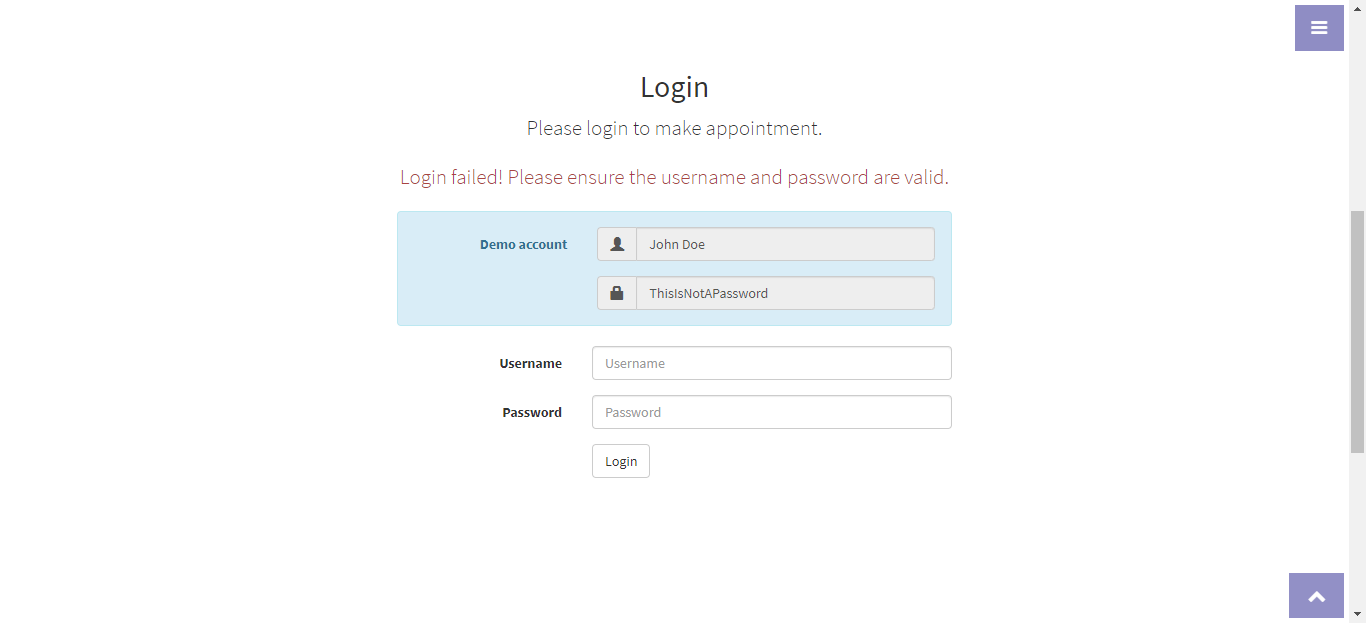 Login
Please login to make appointment.
Login failed! Please ensure the username and password are valid.
Demo account
John Doe
ThisIsNotAPassword
Username
Username
Password
Password
Login